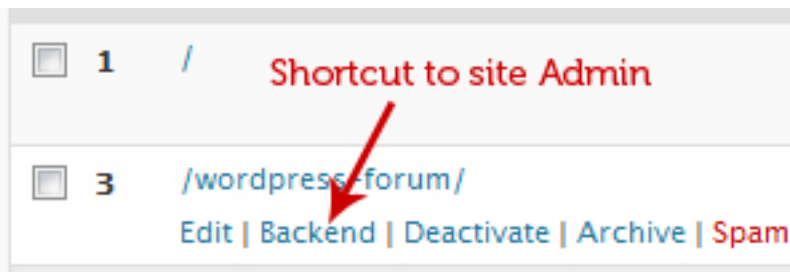 1 /
Shortcut to site Admin
3 /wordpress-forum/
Edit | Backend | Deactivate | Archive | Spam